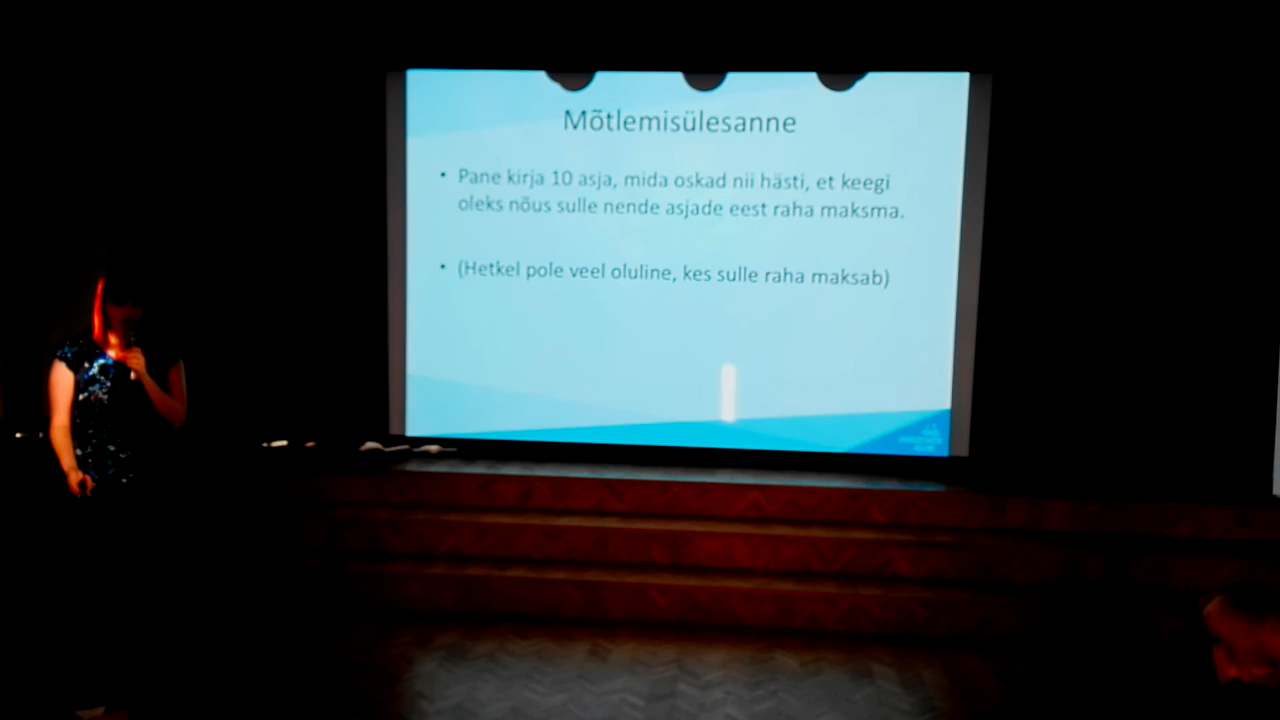 Mõtlemisülesanne
• Pane kirja 10 asja, mida oskad nii hästi, et keegi
oleks nõus sulle nende asjade eest raha maksma.
• (Hetkel pole veel oluline, kes sulle raha maksab)